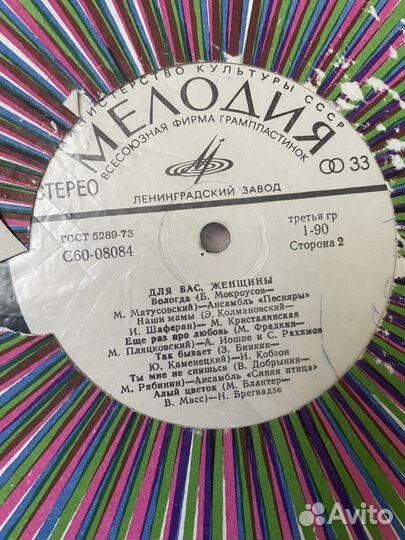 МИНИСТЕРСТВО КУЛЬТУРЫ СССР
МЕЛОДИЯ
ВСЕСОЮЗНАЯ ФИРМА ГРАМПЛАСТИНОК
СТЕРЕО
33
ЛЕНИНГРАДСКИЙ ЗАВОД
ГОСТ 5289-73
С60-08084
третья гр
1-90
Сторона 2
ДЛЯ ВАС, ЖЕНЩИНЫ
Вологда (Б. Мокроусов—
М. Матусовский)—Ансамбль «Песняры»
Наши мамы (Э. Колмановский—
И. Шаферан)— М. Кристалинская
Еще раз про любовь (М. Фрадкин—
М. Пляцковский)— А. Иошпе и С. Рахимов
Так бывает (З. Бинкин—
Ю. Каменецкий)— И. Кобзон
Ты мне не снишься (В. Добрынин—
М. Рябинин)—Ансамбль «Синяя птица»
Алый цветок (М. Блантер—
В. Масс)—Н. Брегвадзе
Avito